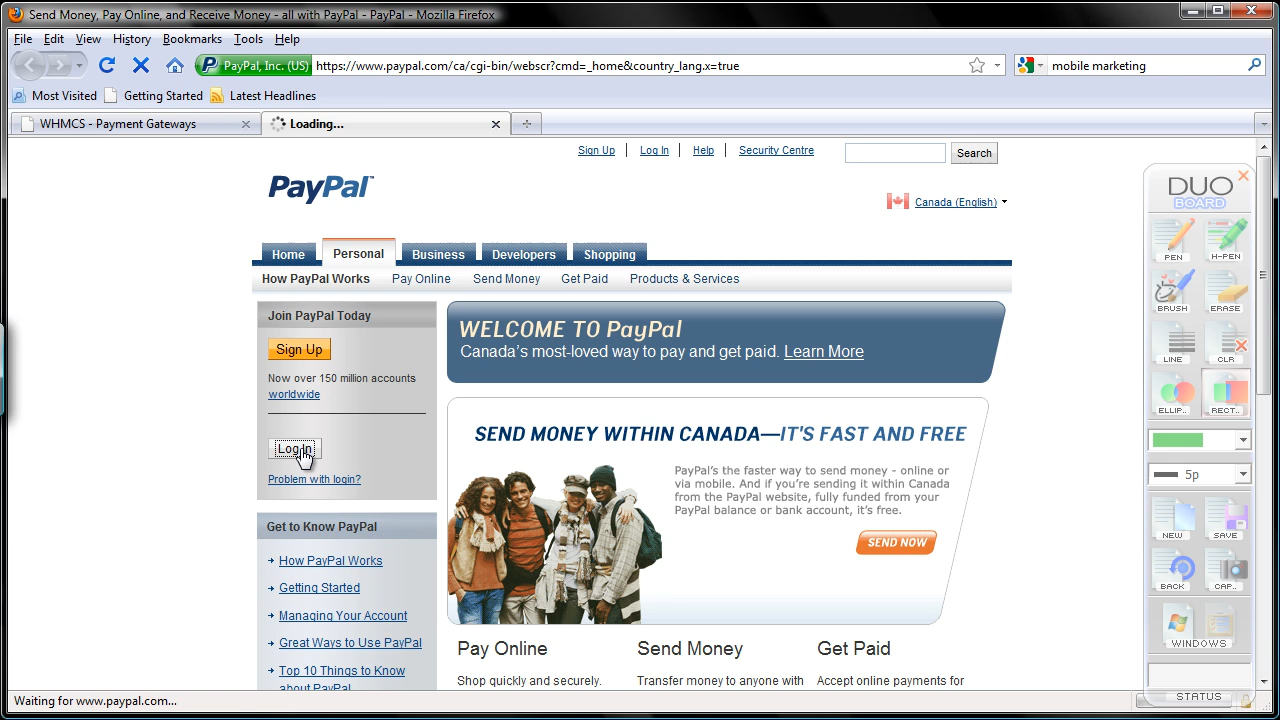 Send Money, Pay Online, and Receive Money - all with PayPal - PayPal - Mozilla Firefox
File Edit View History Bookmarks Tools Help
PayPal, Inc. (US) https://www.paypal.com/ca/cgi-bin/webscr?cmd=_home&country_lang.x=true mobile marketing
Most Visited Getting Started Latest Headlines
WHMCS - Payment Gateways Loading...
Sign Up Log In Help Security Centre Search
PayPal
Canada (English)
Home Personal Business Developers Shopping
How PayPal Works Pay Online Send Money Get Paid Products & Services
Join PayPal Today
Sign Up
Now over 150 million accounts
worldwide
Log In
Problem with login?
Get to Know PayPal
How PayPal Works
Getting Started
Managing Your Account
Great Ways to Use PayPal
Top 10 Things to Know
about PayPal
WELCOME TO PayPal
Canada's most-loved way to pay and get paid. Learn More
SEND MONEY WITHIN CANADA—IT'S FAST AND FREE
PayPal's the faster way to send money - online or
via mobile. And if you're sending it within Canada
from the PayPal website, fully funded from your
PayPal balance or bank account, it's free.
SEND NOW
Pay Online Send Money Get Paid
Shop quickly and securely. Transfer money to anyone with Accept online payments for
DUO
BOARD
PEN H-PEN
BRUSH ERASE
LINE CLR
ELLIP.. RECT..
5p
NEW SAVE
BACK CAP..
WINDOWS
STATUS
Waiting for www.paypal.com...